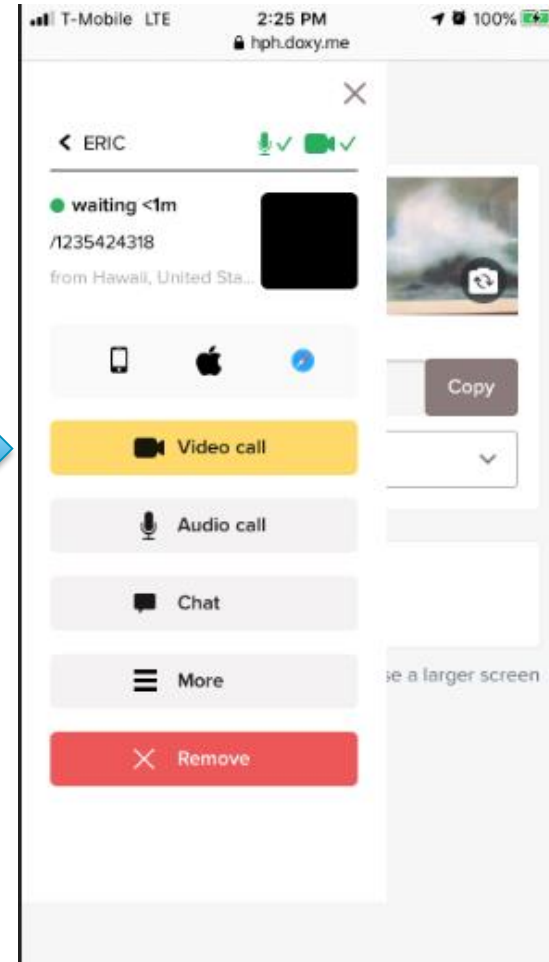 T-Mobile LTE 2:25 PM 100%
hph.doxy.me
ERIC
waiting <1m
/1235424318
from Hawaii, United Sta...
Copy
Video call
Audio call
Chat
More
a larger screen
Remove